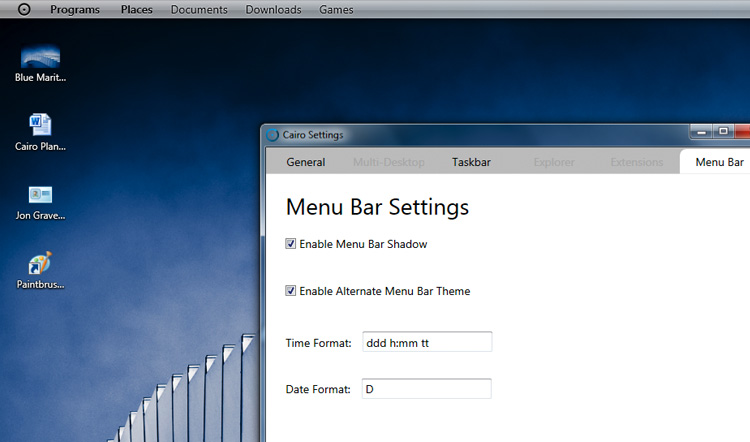 Programs Places Documents Downloads Games
Blue Marit...
Cairo Plan...
Jon Grave...
Paintbrus...
Cairo Settings
General Multi-Desktop Taskbar Explorer Extensions Menu Bar
Menu Bar Settings
Enable Menu Bar Shadow
Enable Alternate Menu Bar Theme
Time Format: ddd h:mm tt
Date Format: D